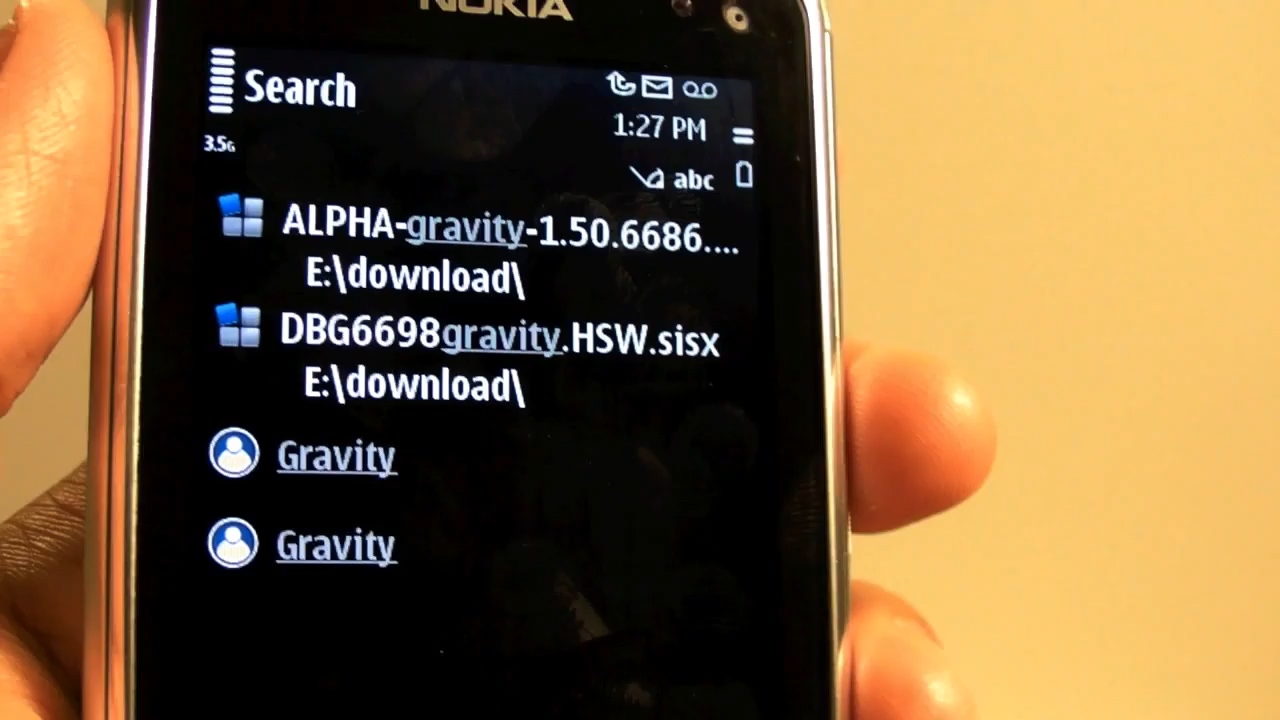 NOKIA
Search
1:27 PM
3.5G
abc
ALPHA-gravity-1.50.6686....
E:\download\
DBG6698gravity.HSW.sisx
E:\download\
Gravity
Gravity